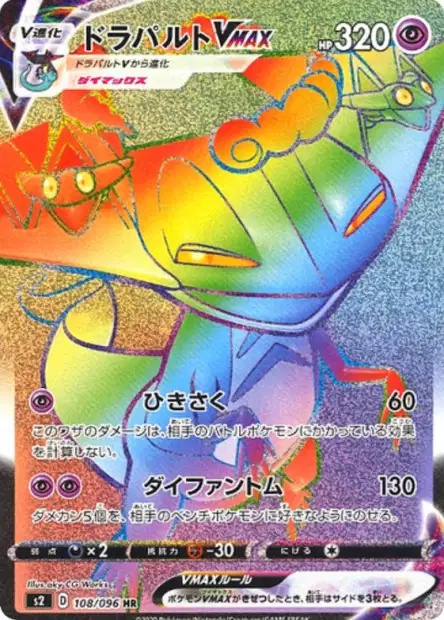 V進化 ドラパルトVMAX HP320
ドラパルトVから進化
ダイマックス
ひきさく 60
このワザのダメージは、相手のバトルポケモンにかかっている効果
を計算しない。
ダイファントム 130
ダメカン5個を、相手のベンチポケモンに好きなようにのせる。
弱点 ×2 抵抗力 -30 にげる
Illus. aky CG Works
VMAXルール
s2 D 108/096 HR
ポケモンVMAXがきぜつしたとき、相手はサイドを3枚とる。